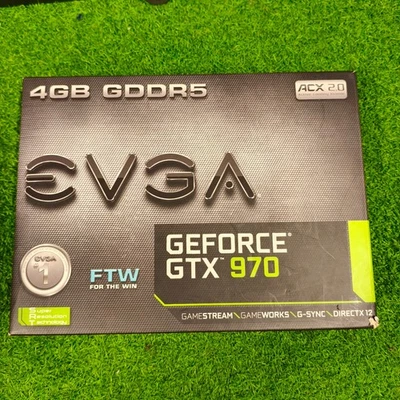 4GB GDDR5
ACX 2.0
EVGA
EVGA
#1
FTW
FOR THE WIN
GEFORCE®
GTX™ 970
GAMESTREAM \ GAMEWORKS \ G-SYNC \ DIRECTX 12